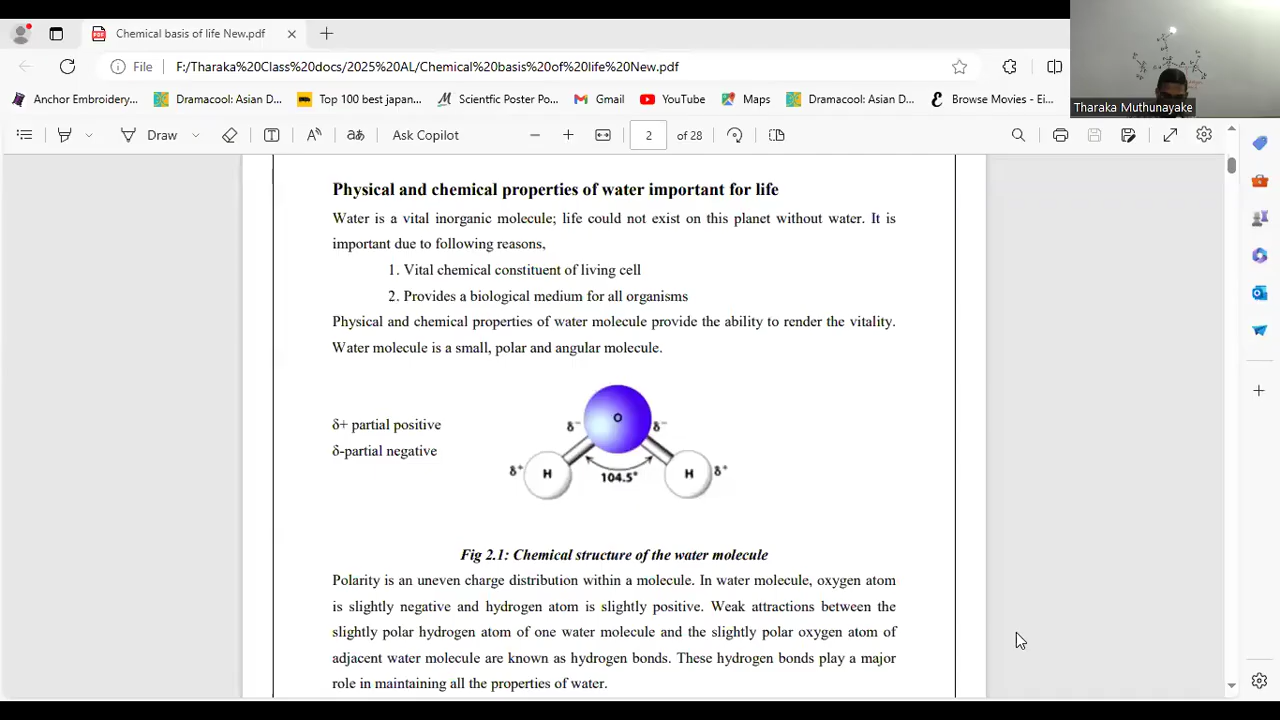 Chemical basis of life New.pdf
File F:/Tharaka%20Class%20docs/2025%20AL/Chemical%20basis%20of%20life%20New.pdf
Anchor Embroidery... Dramacool: Asian D... Top 100 best japan... Scienfic Poster Po... Gmail YouTube Maps Dramacool: Asian D... Browse Movies - Ei...
Draw Ask Copilot 2 of 28
Tharaka Muthunayake
Physical and chemical properties of water important for life
Water is a vital inorganic molecule; life could not exist on this planet without water. It is
important due to following reasons,
1. Vital chemical constituent of living cell
2. Provides a biological medium for all organisms
Physical and chemical properties of water molecule provide the ability to render the vitality.
Water molecule is a small, polar and angular molecule.
δ+ partial positive
δ-partial negative
O
δ⁻ δ⁻
δ⁺ H H δ⁺
104.5°
Fig 2.1: Chemical structure of the water molecule
Polarity is an uneven charge distribution within a molecule. In water molecule, oxygen atom
is slightly negative and hydrogen atom is slightly positive. Weak attractions between the
slightly polar hydrogen atom of one water molecule and the slightly polar oxygen atom of
adjacent water molecule are known as hydrogen bonds. These hydrogen bonds play a major
role in maintaining all the properties of water.